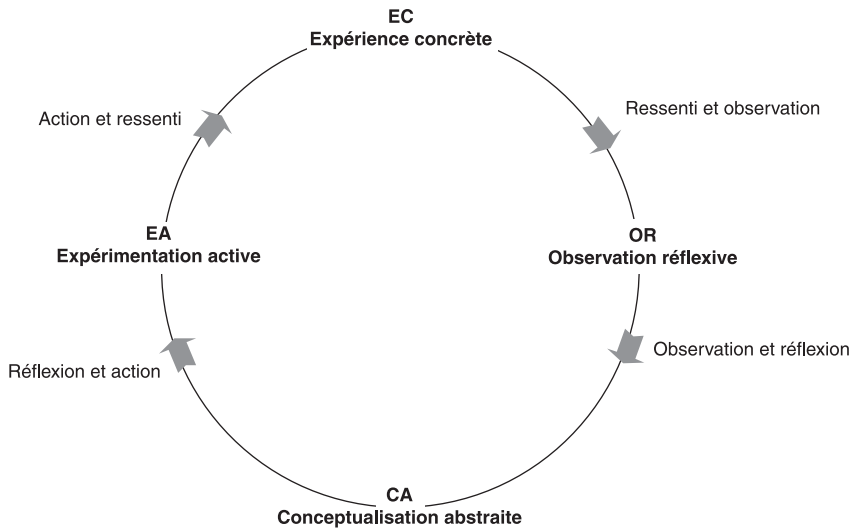 EC
Expérience concrète
Action et ressenti
Ressenti et observation
EA
Expérimentation active
OR
Observation réflexive
Réflexion et action
Observation et réflexion
CA
Conceptualisation abstraite